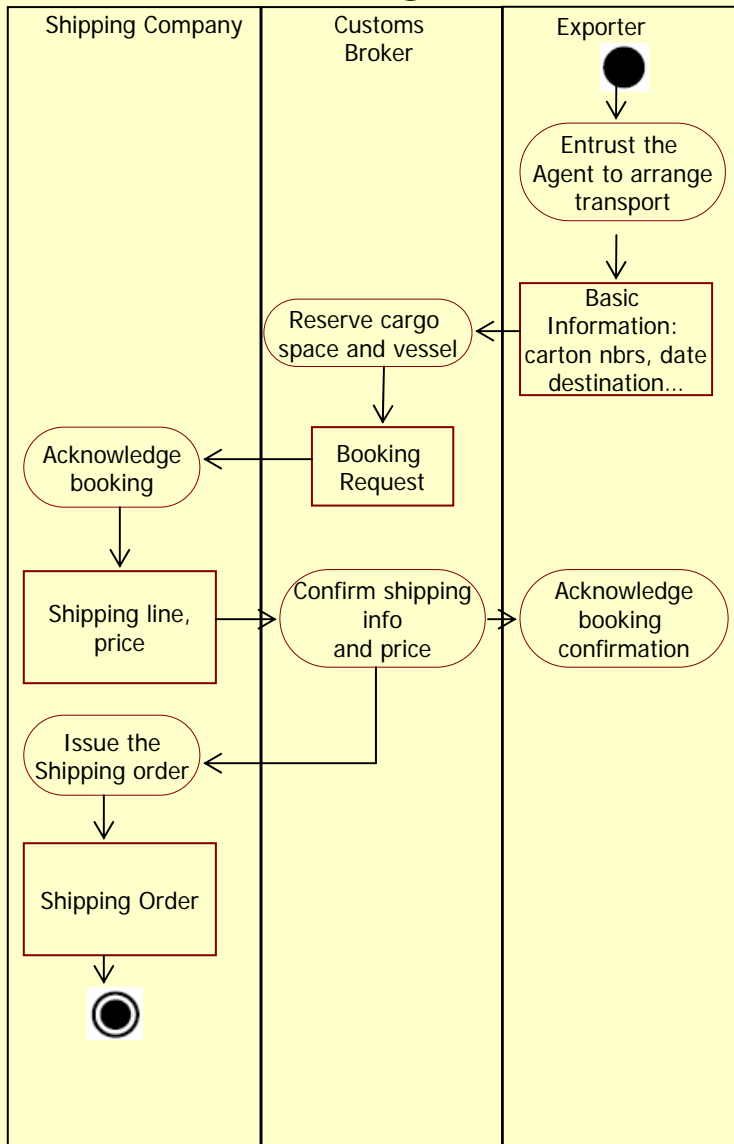 Shipping Company
Customs
Broker
Exporter
Entrust the
Agent to arrange
transport
Basic
Information:
carton nbrs, date
destination...
Reserve cargo
space and vessel
Booking
Request
Acknowledge
booking
Shipping line,
price
Confirm shipping
info
and price
Acknowledge
booking
confirmation
Issue the
Shipping order
Shipping Order